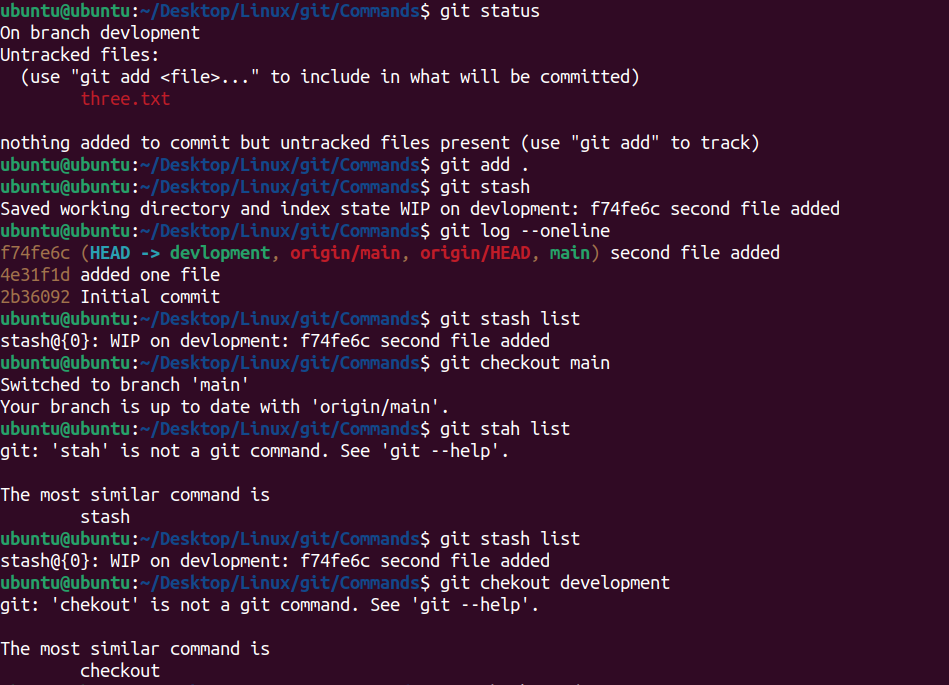 ubuntu@ubuntu:~/Desktop/Linux/git/Commands$ git status
On branch devlopment
Untracked files:
  (use "git add <file>..." to include in what will be committed)
        three.txt

nothing added to commit but untracked files present (use "git add" to track)
ubuntu@ubuntu:~/Desktop/Linux/git/Commands$ git add .
ubuntu@ubuntu:~/Desktop/Linux/git/Commands$ git stash
Saved working directory and index state WIP on devlopment: f74fe6c second file added
ubuntu@ubuntu:~/Desktop/Linux/git/Commands$ git log --oneline
f74fe6c (HEAD -> devlopment, origin/main, origin/HEAD, main) second file added
4e31f1d added one file
2b36092 Initial commit
ubuntu@ubuntu:~/Desktop/Linux/git/Commands$ git stash list
stash@{0}: WIP on devlopment: f74fe6c second file added
ubuntu@ubuntu:~/Desktop/Linux/git/Commands$ git checkout main
Switched to branch 'main'
Your branch is up to date with 'origin/main'.
ubuntu@ubuntu:~/Desktop/Linux/git/Commands$ git stah list
git: 'stah' is not a git command. See 'git --help'.

The most similar command is
        stash
ubuntu@ubuntu:~/Desktop/Linux/git/Commands$ git stash list
stash@{0}: WIP on devlopment: f74fe6c second file added
ubuntu@ubuntu:~/Desktop/Linux/git/Commands$ git chekout development
git: 'chekout' is not a git command. See 'git --help'.

The most similar command is
        checkout